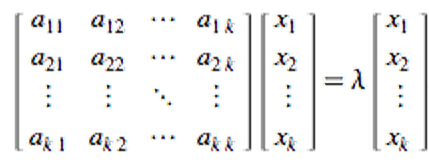 [ a₁₁ a₁₂ ⋯ a₁ₖ ] [ x₁ ] [ x₁ ]
[ a₂₁ a₂₂ ⋯ a₂ₖ ] [ x₂ ] = λ [ x₂ ]
[ ⋮ ⋮ ⋱ ⋮ ] [ ⋮ ] [ ⋮ ]
[ aₖ₁ aₖ₂ ⋯ aₖₖ ] [ xₖ ] [ xₖ ]